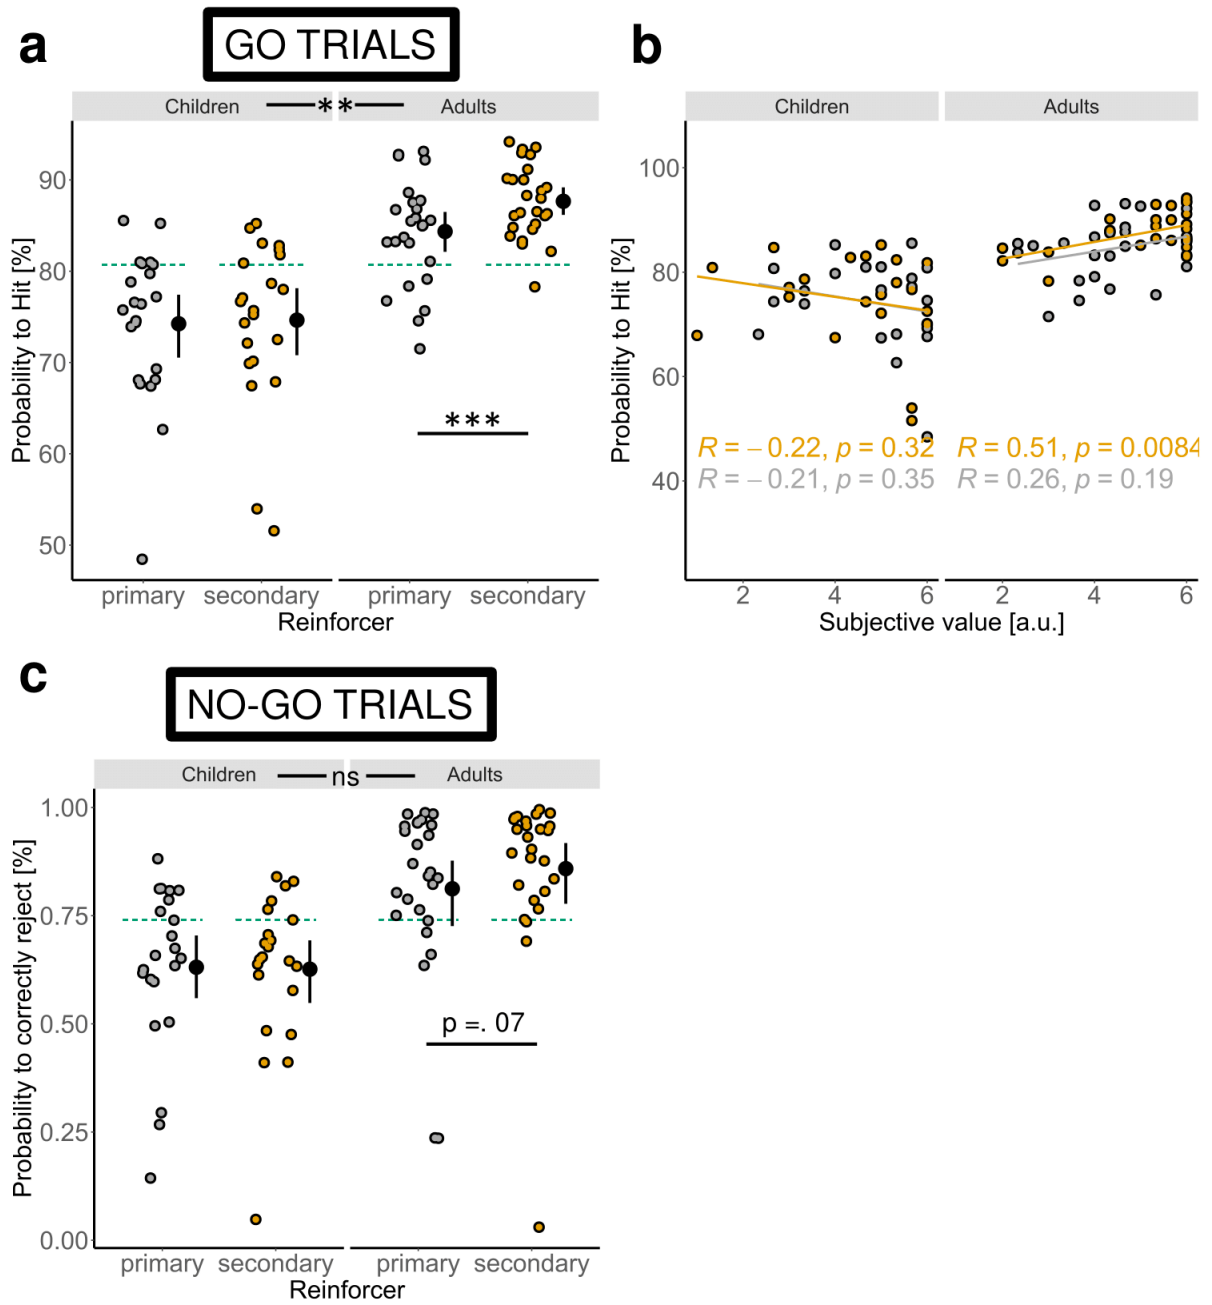 a
GO TRIALS
Children ** Adults
Probability to Hit [%]
90
80
70
60
50
***
primary secondary primary secondary
Reinforcer
b
Children Adults
Probability to Hit [%]
100
80
60
40
R = − 0.22, p = 0.32 R = 0.51, p = 0.0084
R = − 0.21, p = 0.35 R = 0.26, p = 0.19
2 4 6 2 4 6
Subjective value [a.u.]
c
NO-GO TRIALS
Children ns Adults
Probability to correctly reject [%]
1.00
0.75
0.50
0.25
0.00
p =. 07
primary secondary primary secondary
Reinforcer